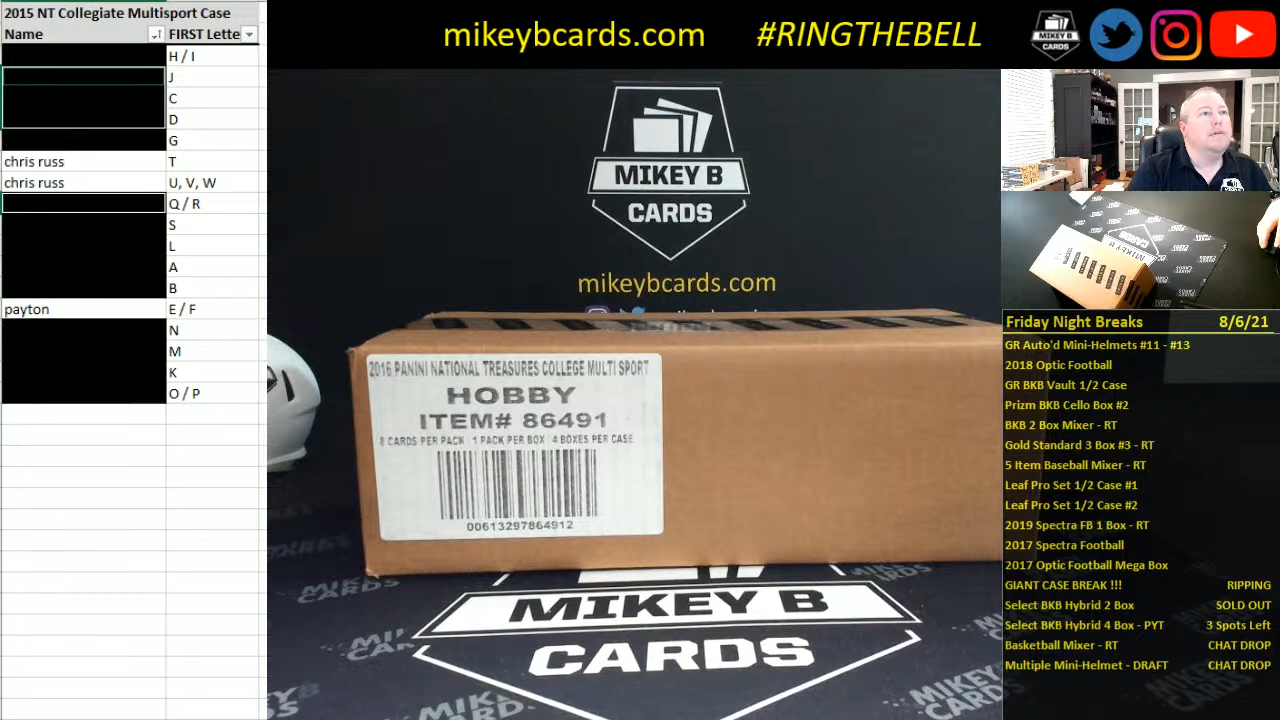 2015 NT Collegiate Multisport Case
Name FIRST Lette
H / I
J
C
D
G
chris russ T
chris russ U, V, W
Q / R
S
L
A
B
payton E / F
N
M
K
O / P
mikeybcards.com #RINGTHEBELL
MIKEY B
CARDS
MIKEY B
CARDS
mikeybcards.com
2016 PANINI NATIONAL TREASURES COLLEGE MULTI SPORT
HOBBY
ITEM# 86491
8 CARDS PER PACK 1 PACK PER BOX 4 BOXES PER CASE
00613297864912
MIKEY B
CARDS
Friday Night Breaks 8/6/21
GR Auto'd Mini-Helmets #11 - #13
2018 Optic Football
GR BKB Vault 1/2 Case
Prizm BKB Cello Box #2
BKB 2 Box Mixer - RT
Gold Standard 3 Box #3 - RT
5 Item Baseball Mixer - RT
Leaf Pro Set 1/2 Case #1
Leaf Pro Set 1/2 Case #2
2019 Spectra FB 1 Box - RT
2017 Spectra Football
2017 Optic Football Mega Box
GIANT CASE BREAK !!! RIPPING
Select BKB Hybrid 2 Box SOLD OUT
Select BKB Hybrid 4 Box - PYT 3 Spots Left
Basketball Mixer - RT CHAT DROP
Multiple Mini-Helmet - DRAFT CHAT DROP